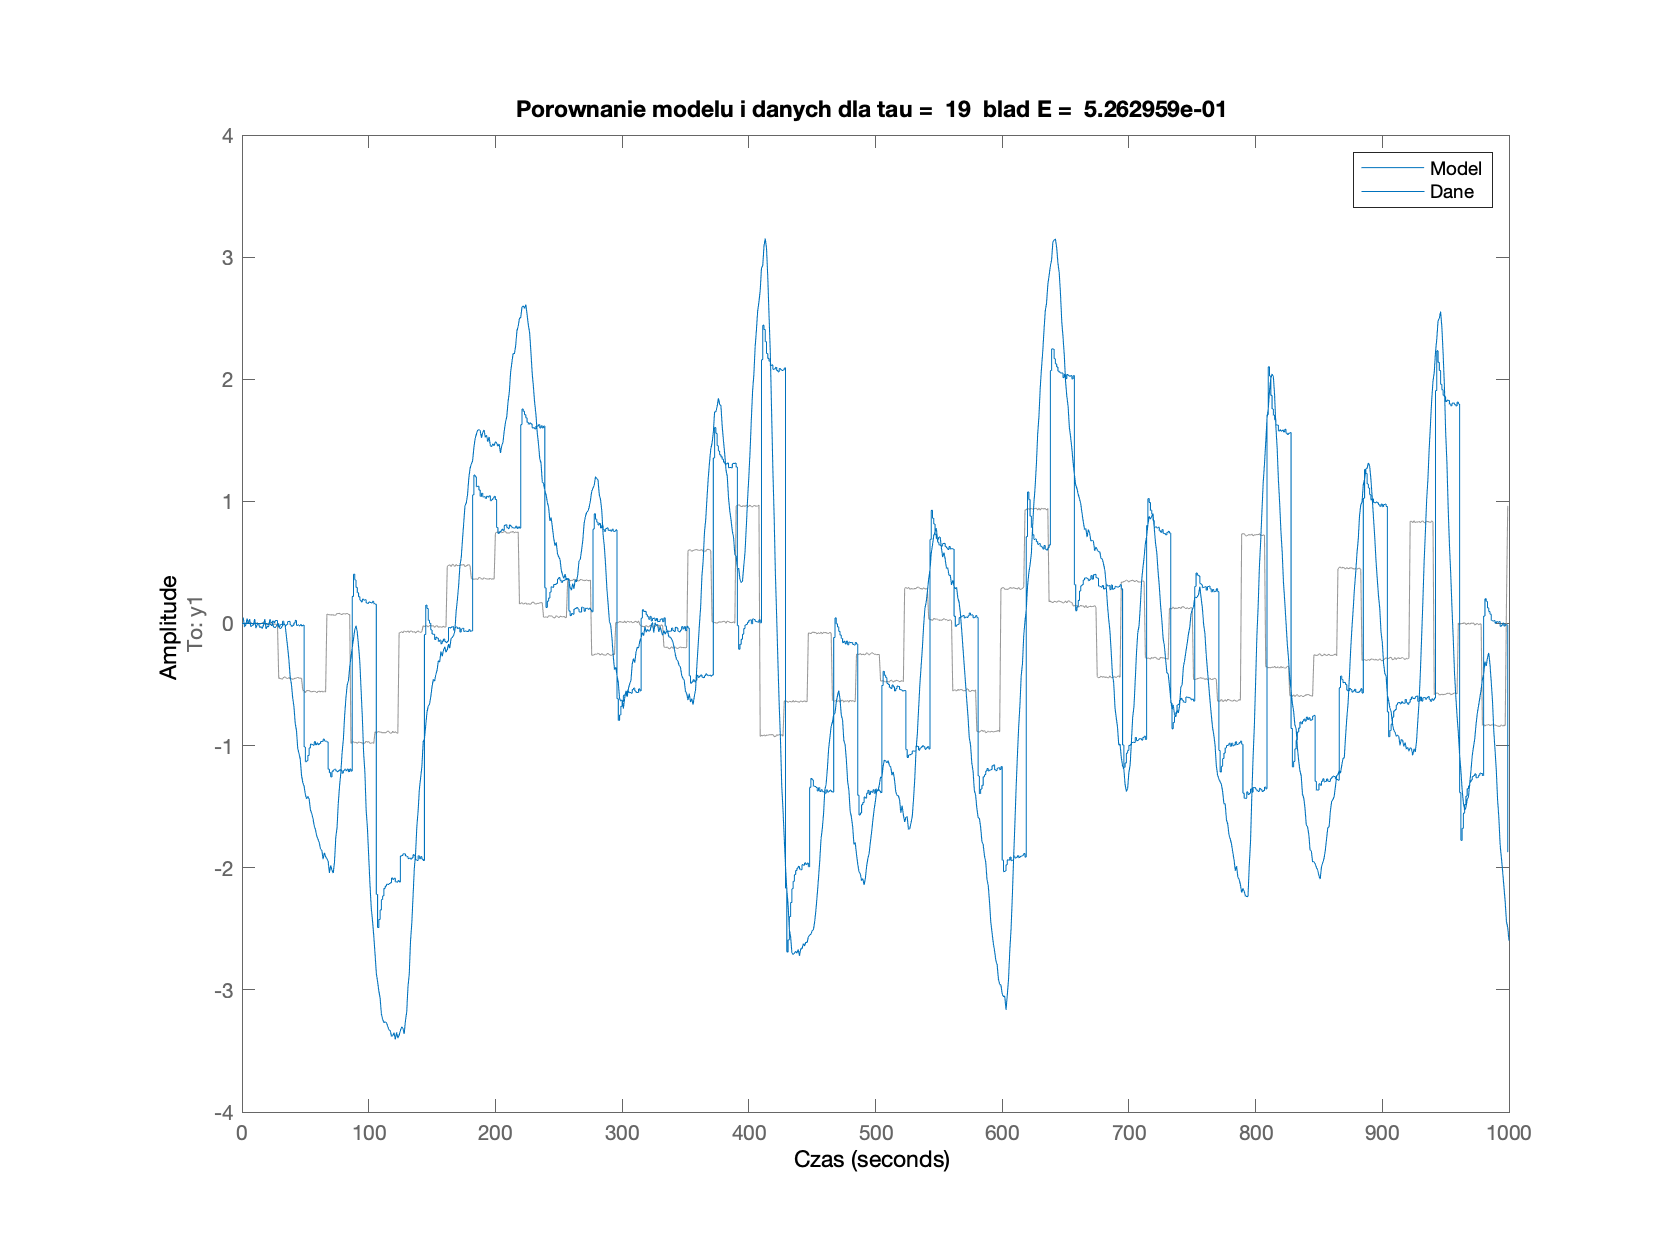 Porownanie modelu i danych dla tau = 19 blad E = 5.262959e-01
Model
Dane
4
3
2
1
0
-1
-2
-3
-4
Amplitude
To: y1
0 100 200 300 400 500 600 700 800 900 1000
Czas (seconds)